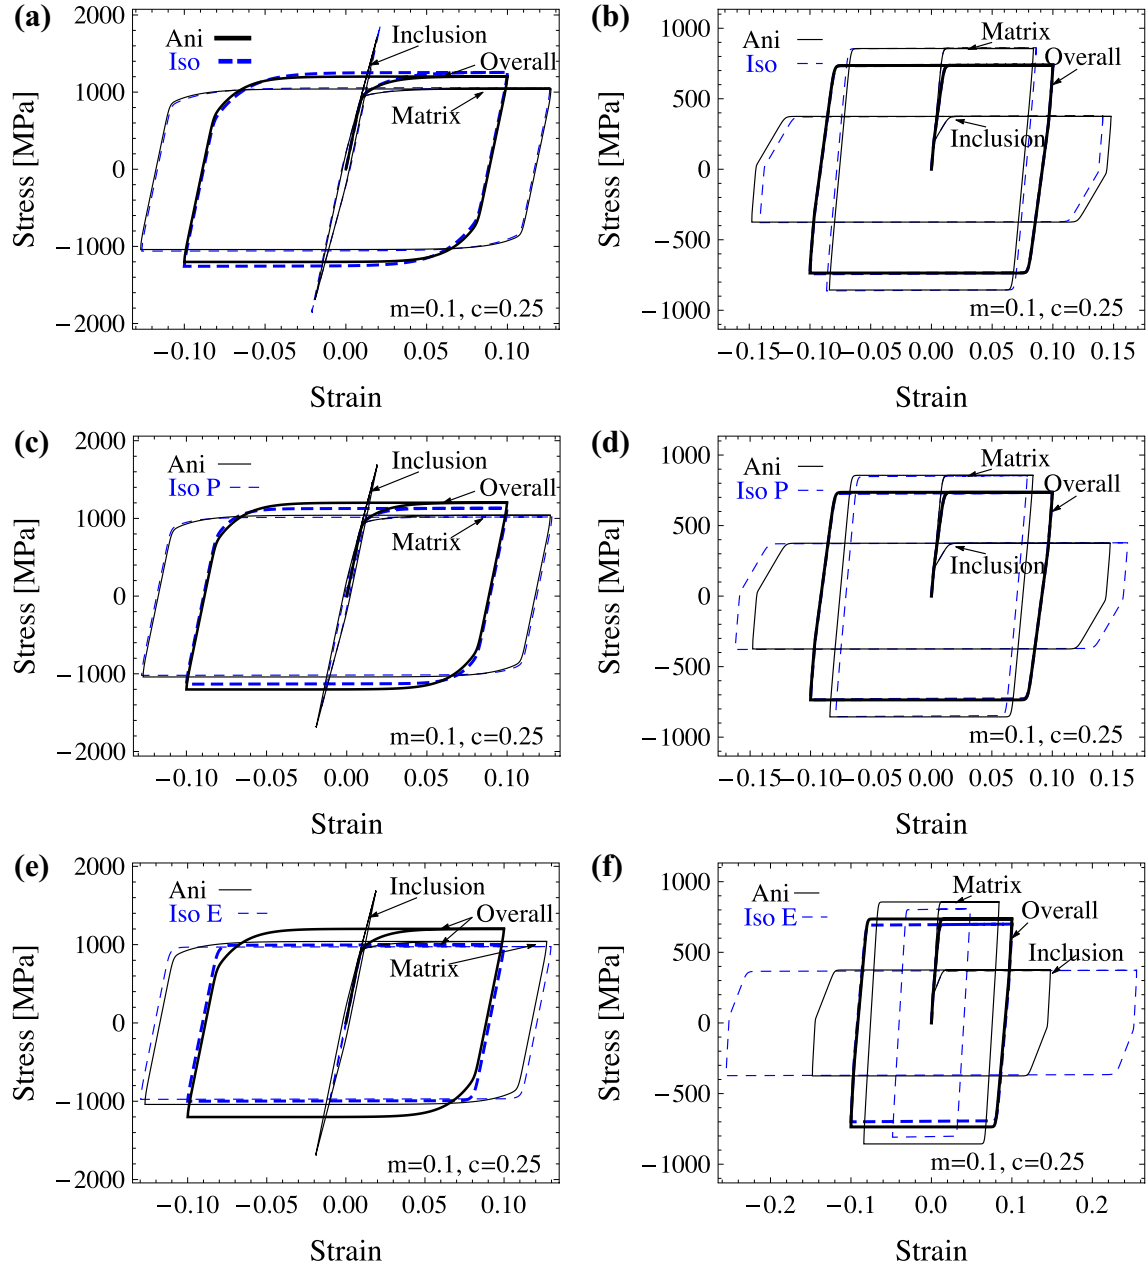 (a)
2000
1000
0
−1000
−2000
Stress [MPa]
Ani
Iso
Inclusion
Overall
Matrix
m=0.1, c=0.25
−0.10 −0.05 0.00 0.05 0.10
Strain
(b)
1000
500
0
−500
−1000
Stress [MPa]
Ani
Iso
Matrix
Overall
Inclusion
m=0.1, c=0.25
−0.15 −0.10 −0.05 0.00 0.05 0.10 0.15
Strain
(c)
2000
1000
0
−1000
−2000
Stress [MPa]
Ani
Iso P
Inclusion
Overall
Matrix
m=0.1, c=0.25
−0.10 −0.05 0.00 0.05 0.10
Strain
(d)
1000
500
0
−500
−1000
Stress [MPa]
Ani
Iso P
Matrix
Overall
Inclusion
m=0.1, c=0.25
−0.15 −0.10 −0.05 0.00 0.05 0.10 0.15
Strain
(e)
2000
1000
0
−1000
−2000
Stress [MPa]
Ani
Iso E
Inclusion
Overall
Matrix
m=0.1, c=0.25
−0.10 −0.05 0.00 0.05 0.10
Strain
(f)
1000
500
0
−500
−1000
Stress [MPa]
Ani
Iso E
Matrix
Overall
Inclusion
m=0.1, c=0.25
−0.2 −0.1 0.0 0.1 0.2
Strain